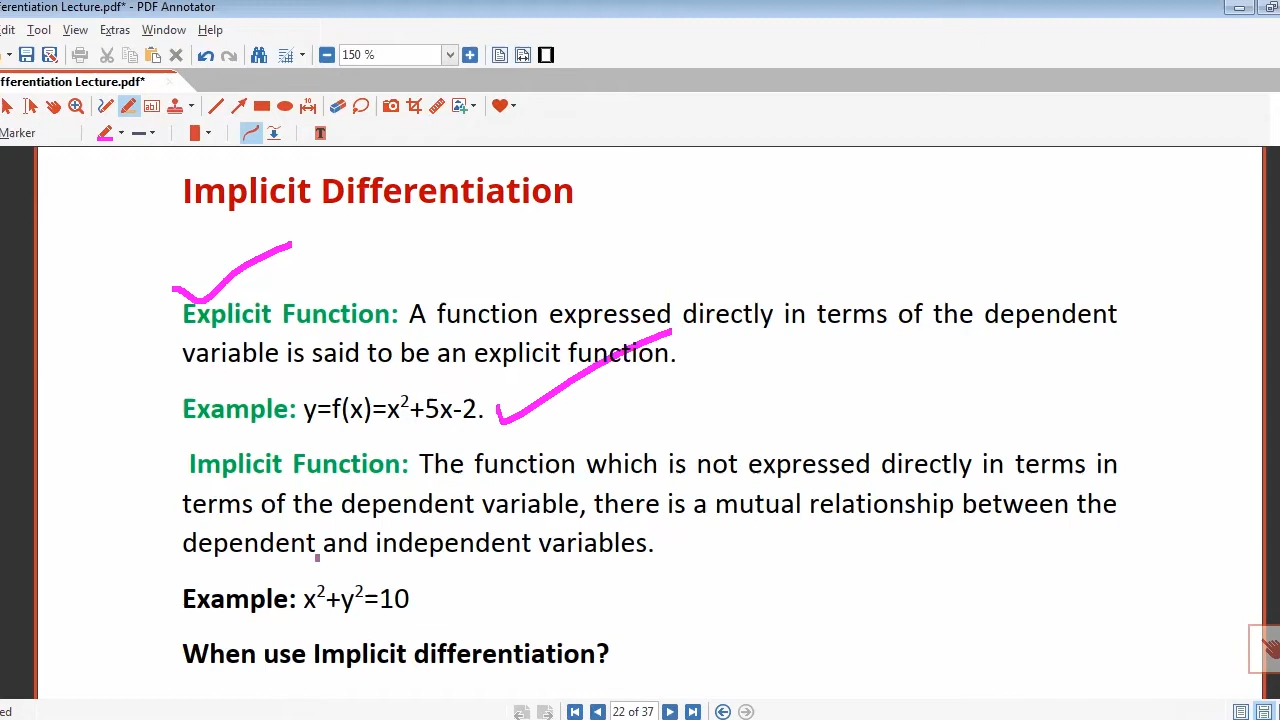 ferentiation Lecture.pdf* - PDF Annotator
dit Tool View Extras Window Help
150 %
fferentiation Lecture.pdf*
Marker
Implicit Differentiation
Explicit Function: A function expressed directly in terms of the dependent
variable is said to be an explicit function.
Example: y=f(x)=x²+5x-2.
Implicit Function: The function which is not expressed directly in terms in
terms of the dependent variable, there is a mutual relationship between the
dependent and independent variables.
Example: x²+y²=10
When use Implicit differentiation?
ed
22 of 37